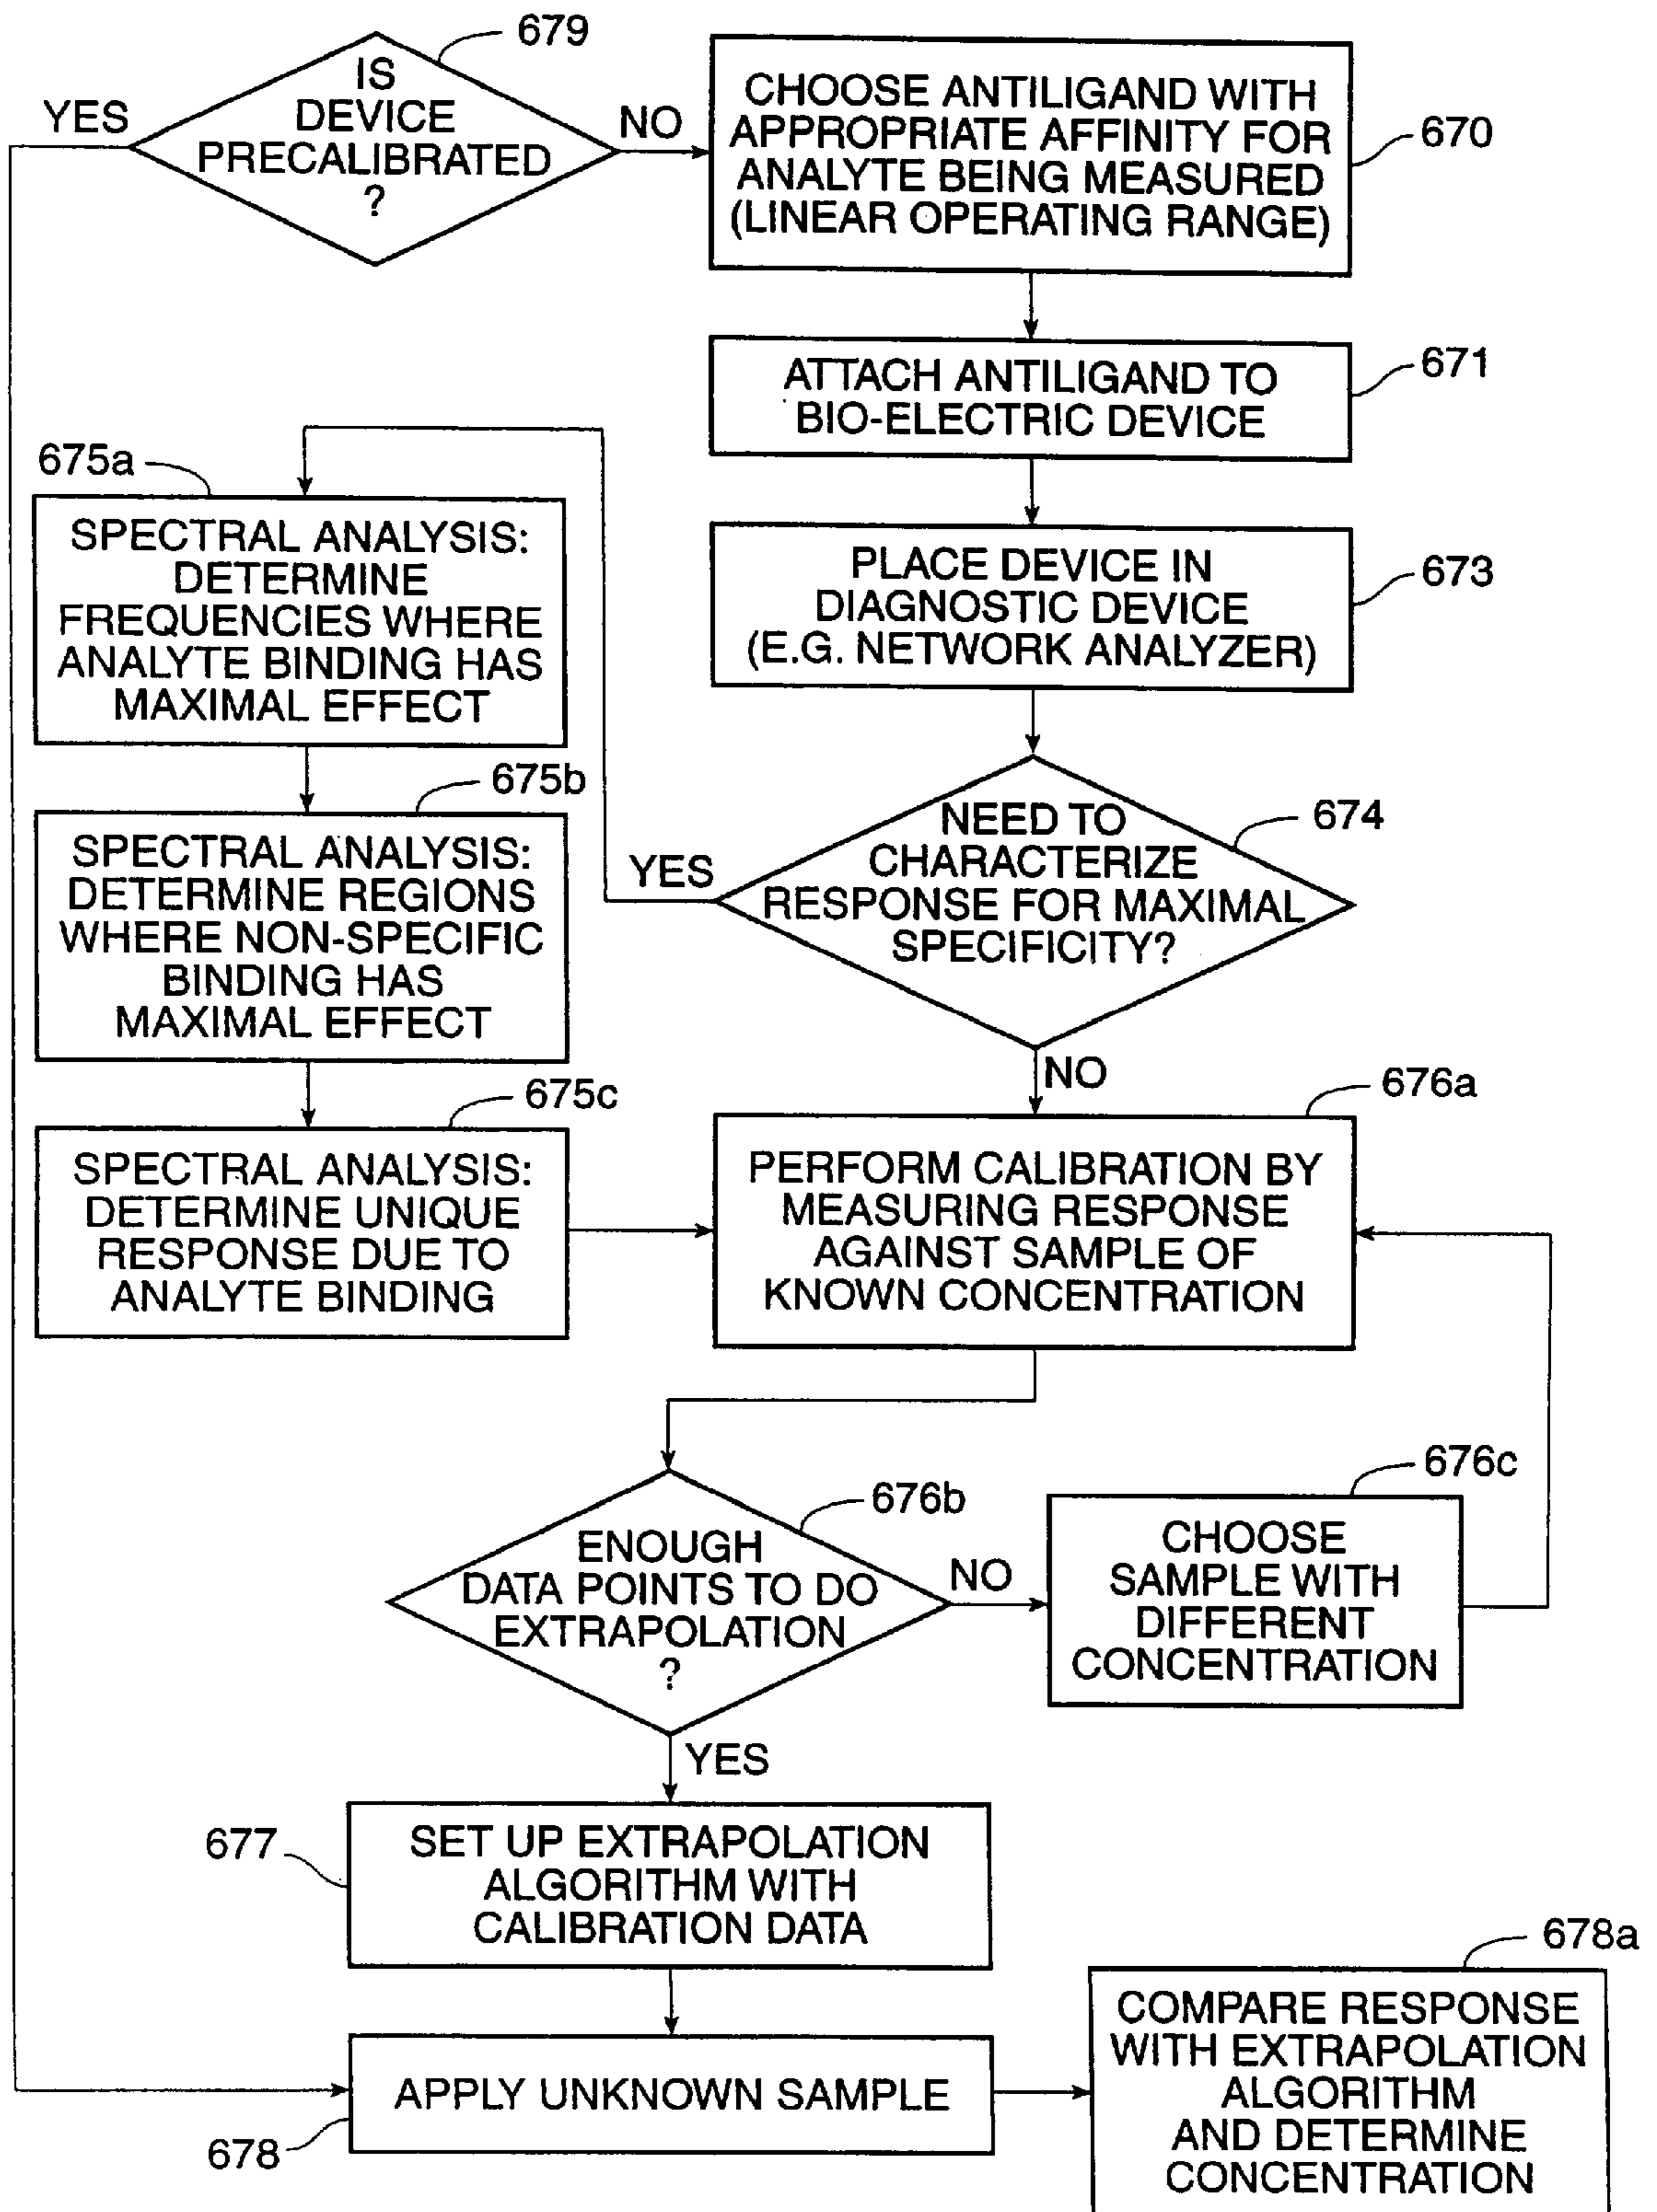 679
IS
DEVICE
PRECALIBRATED
?
YES
NO
CHOOSE ANTILIGAND WITH
APPROPRIATE AFFINITY FOR
ANALYTE BEING MEASURED
(LINEAR OPERATING RANGE)
670
ATTACH ANTILIGAND TO
BIO-ELECTRIC DEVICE
671
PLACE DEVICE IN
DIAGNOSTIC DEVICE
(E.G. NETWORK ANALYZER)
673
NEED TO
CHARACTERIZE
RESPONSE FOR MAXIMAL
SPECIFICITY?
674
YES
NO
675a
SPECTRAL ANALYSIS:
DETERMINE
FREQUENCIES WHERE
ANALYTE BINDING HAS
MAXIMAL EFFECT
675b
SPECTRAL ANALYSIS:
DETERMINE REGIONS
WHERE NON-SPECIFIC
BINDING HAS
MAXIMAL EFFECT
675c
SPECTRAL ANALYSIS:
DETERMINE UNIQUE
RESPONSE DUE TO
ANALYTE BINDING
676a
PERFORM CALIBRATION BY
MEASURING RESPONSE
AGAINST SAMPLE OF
KNOWN CONCENTRATION
676b
ENOUGH
DATA POINTS TO DO
EXTRAPOLATION
?
NO
676c
CHOOSE
SAMPLE WITH
DIFFERENT
CONCENTRATION
YES
677
SET UP EXTRAPOLATION
ALGORITHM WITH
CALIBRATION DATA
678
APPLY UNKNOWN SAMPLE
678a
COMPARE RESPONSE
WITH EXTRAPOLATION
ALGORITHM
AND DETERMINE
CONCENTRATION